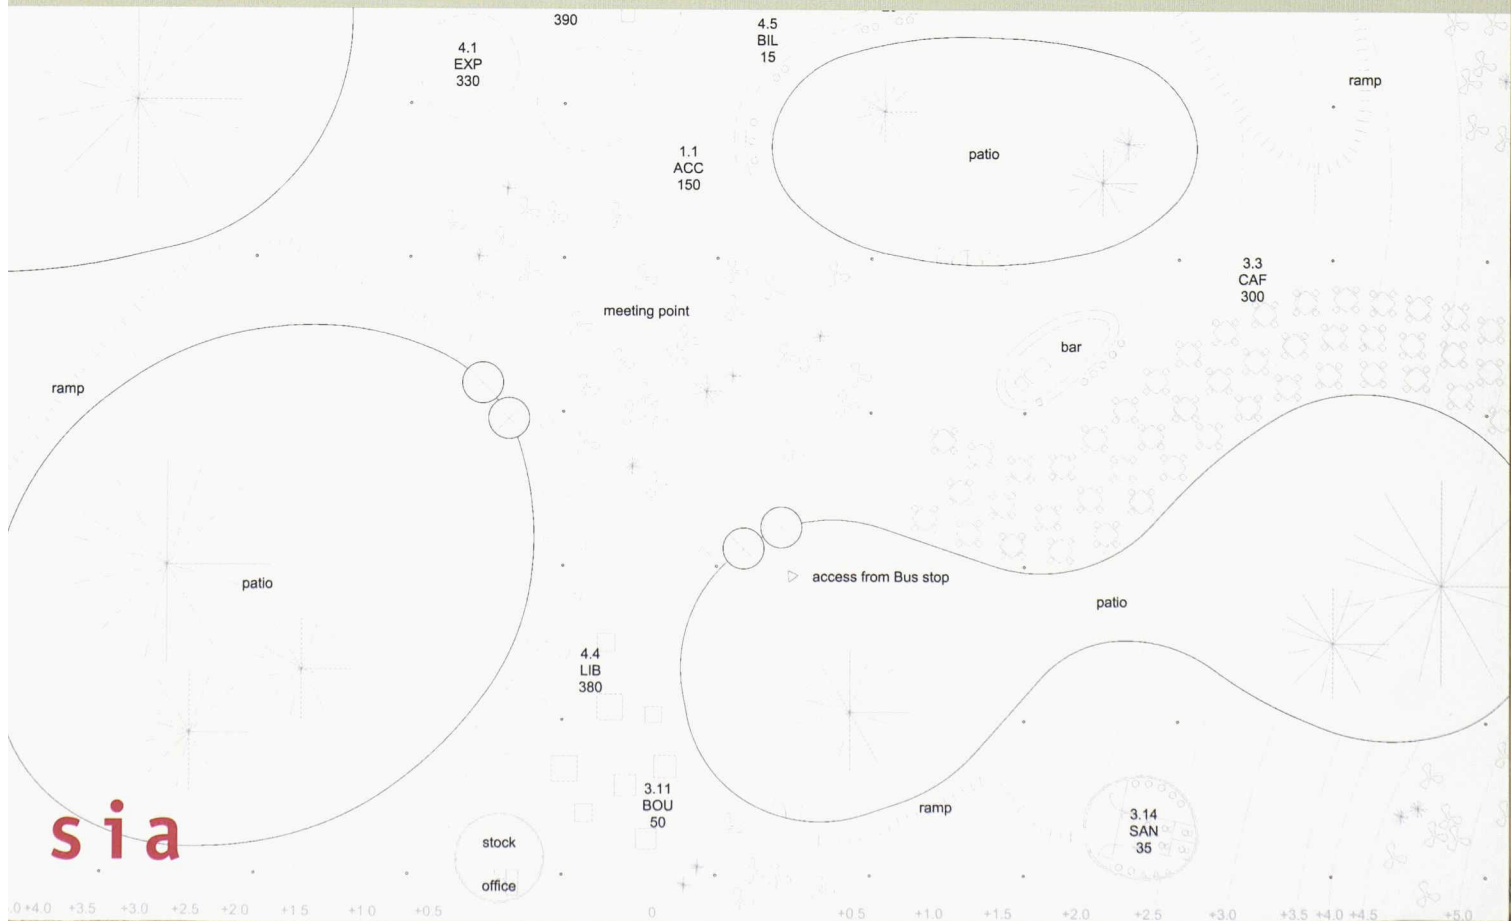 390
4.5
BIL
15
4.1
EXP
330
ramp
1.1
ACC
150
patio
3.3
CAF
300
meeting point
bar
ramp
access from Bus stop
patio
patio
4.4
LIB
380
3.11
BOU
50
ramp
3.14
SAN
35
sia
stock
office
+4.0 +3.5 +3.0 +2.5 +2.0 +1.5 +1.0 +0.5 0 +0.5 +1.0 +1.5 +2.0 +2.5 +3.0 +3.5 +4.0 +4.5 +5.0